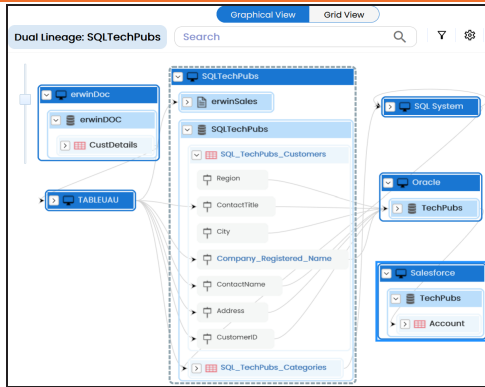 Graphical View
Grid View
Dual Lineage: SQLTechPubs
Search
erwinDoc
erwinDOC
CustDetails
TABLEUAU
SQLTechPubs
erwinSales
SQLTechPubs
SQL_TechPubs_Customers
Region
ContactTitle
City
Company_Registered_Name
ContactName
Address
CustomerID
SQL_TechPubs_Categories
SQL System
Oracle
TechPubs
Salesforce
TechPubs
Account